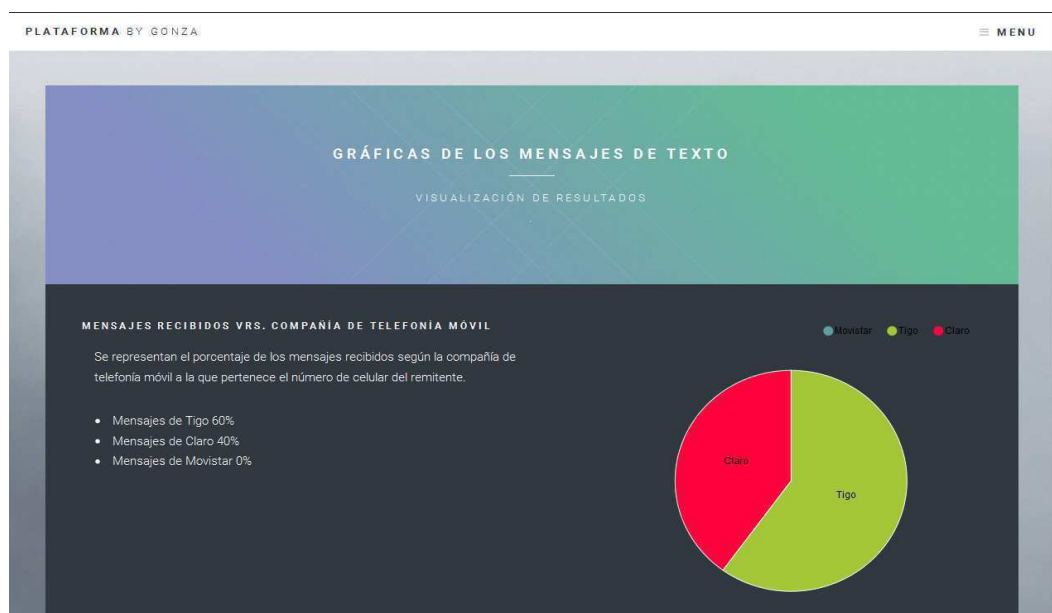 PLATAFORMA BY GONZA
MENU
GRÁFICAS DE LOS MENSAJES DE TEXTO
VISUALIZACIÓN DE RESULTADOS
MENSAJES RECIBIDOS VRS. COMPAÑÍA DE TELEFONÍA MÓVIL
Se representan el porcentaje de los mensajes recibidos según la compañía de
telefonía móvil a la que pertenece el número de celular del remitente.
Mensajes de Tigo 60%
Mensajes de Claro 40%
Mensajes de Movistar 0%
Movistar Tigo Claro
Claro
Tigo